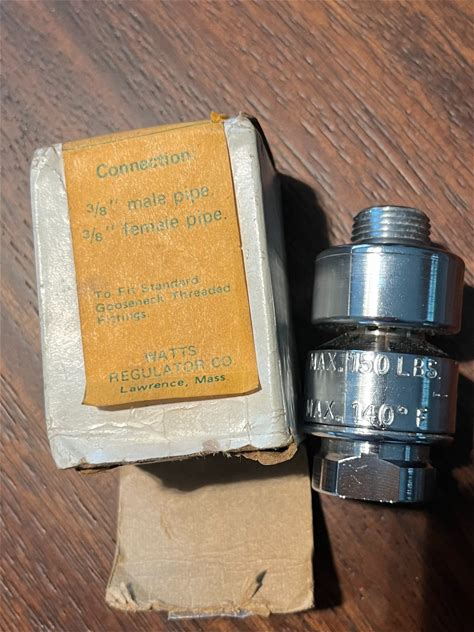 Connection
3/8" male pipe.
3/8" female pipe.
To Fit Standard
Gooseneck Threaded
Fittings
WATTS
REGULATOR CO.
Lawrence, Mass.
MAX. 150 LBS.
MAX. 140° F